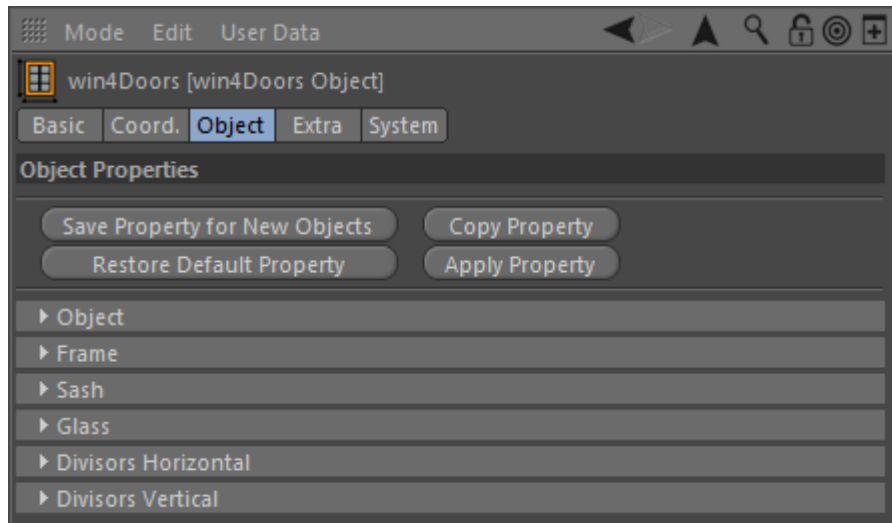 Mode Edit User Data
win4Doors [win4Doors Object]
Basic Coord. Object Extra System
Object Properties
Save Property for New Objects Copy Property
Restore Default Property Apply Property
Object
Frame
Sash
Glass
Divisors Horizontal
Divisors Vertical